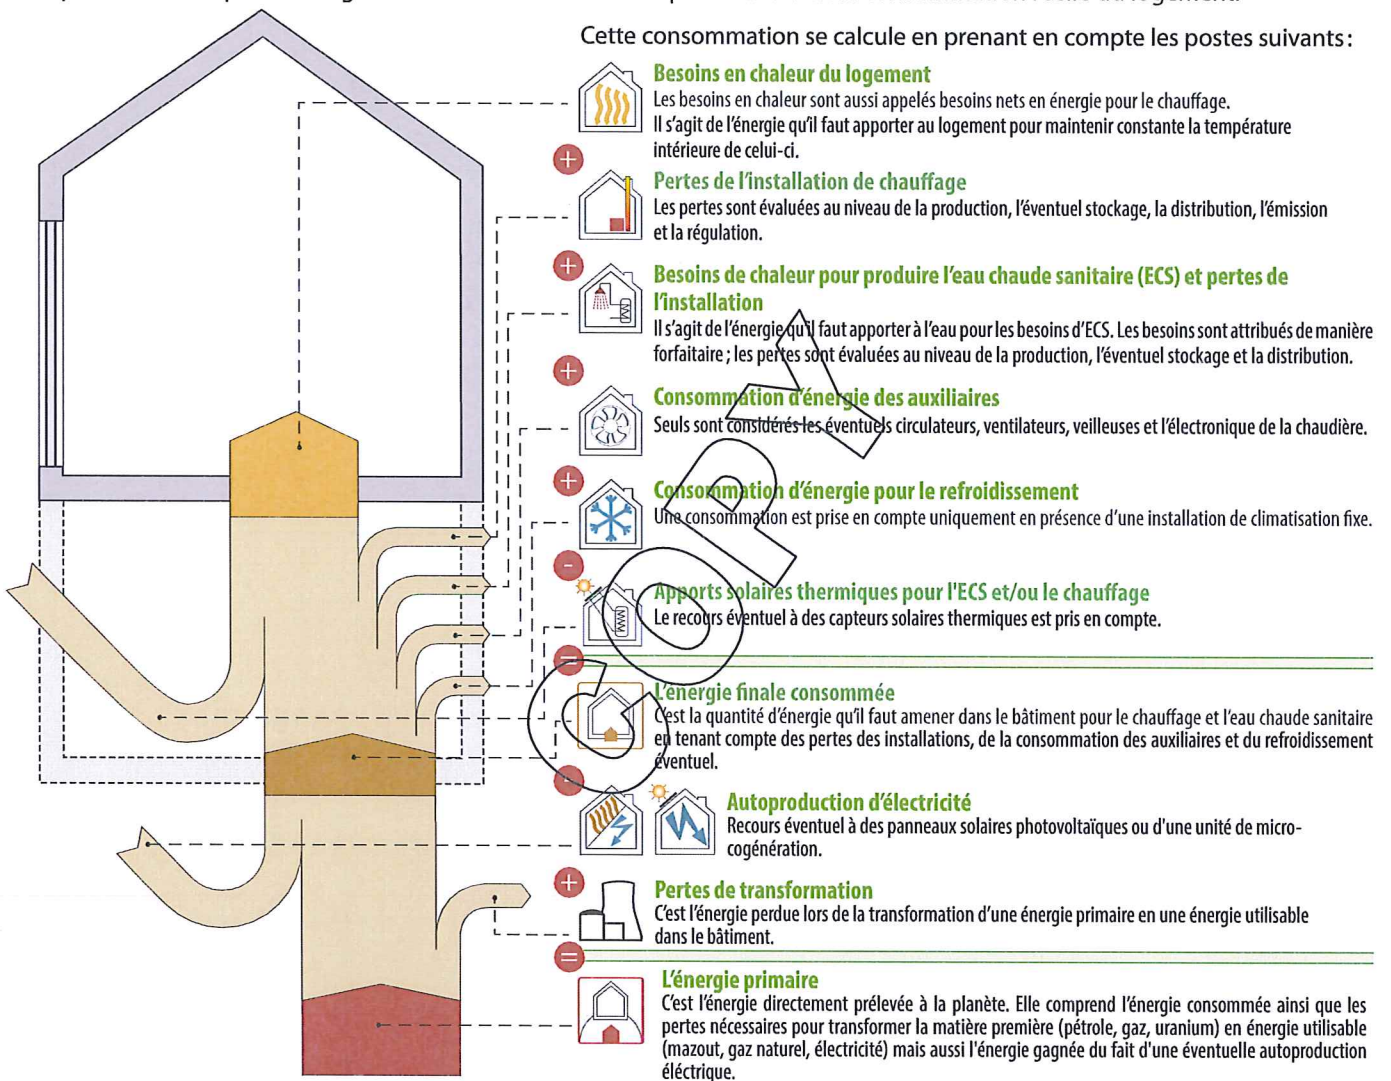 Cette consommation se calcule en prenant en compte les postes suivants:
Besoins en chaleur du logement
Les besoins en chaleur sont aussi appelés besoins nets en énergie pour le chauffage.
Il s'agit de l'énergie qu'il faut apporter au logement pour maintenir constante la température
intérieure de celui-ci.
+
Pertes de l'installation de chauffage
Les pertes sont évaluées au niveau de la production, l'éventuel stockage, la distribution, l'émission
et la régulation.
+
Besoins de chaleur pour produire l'eau chaude sanitaire (ECS) et pertes de
l'installation
Il s'agit de l'énergie qu'il faut apporter à l'eau pour les besoins d'ECS. Les besoins sont attribués de manière
forfaitaire ; les pertes sont évaluées au niveau de la production, l'éventuel stockage et la distribution.
+
Consommation d'énergie des auxiliaires
Seuls sont considérés les éventuels circulateurs, ventilateurs, veilleuses et l'électronique de la chaudière.
+
Consommation d'énergie pour le refroidissement
Une consommation est prise en compte uniquement en présence d'une installation de climatisation fixe.
-
Apports solaires thermiques pour l'ECS et/ou le chauffage
Le recours éventuel à des capteurs solaires thermiques est pris en compte.
=
L'énergie finale consommée
C'est la quantité d'énergie qu'il faut amener dans le bâtiment pour le chauffage et l'eau chaude sanitaire
en tenant compte des pertes des installations, de la consommation des auxiliaires et du refroidissement
éventuel.
-
Autoproduction d'électricité
Recours éventuel à des panneaux solaires photovoltaïques ou d'une unité de micro-
cogénération.
+
Pertes de transformation
C'est l'énergie perdue lors de la transformation d'une énergie primaire en une énergie utilisable
dans le bâtiment.
=
L'énergie primaire
C'est l'énergie directement prélevée à la planète. Elle comprend l'énergie consommée ainsi que les
pertes nécessaires pour transformer la matière première (pétrole, gaz, uranium) en énergie utilisable
(mazout, gaz naturel, électricité) mais aussi l'énergie gagnée du fait d'une éventuelle autoproduction
éléctrique.
COPY